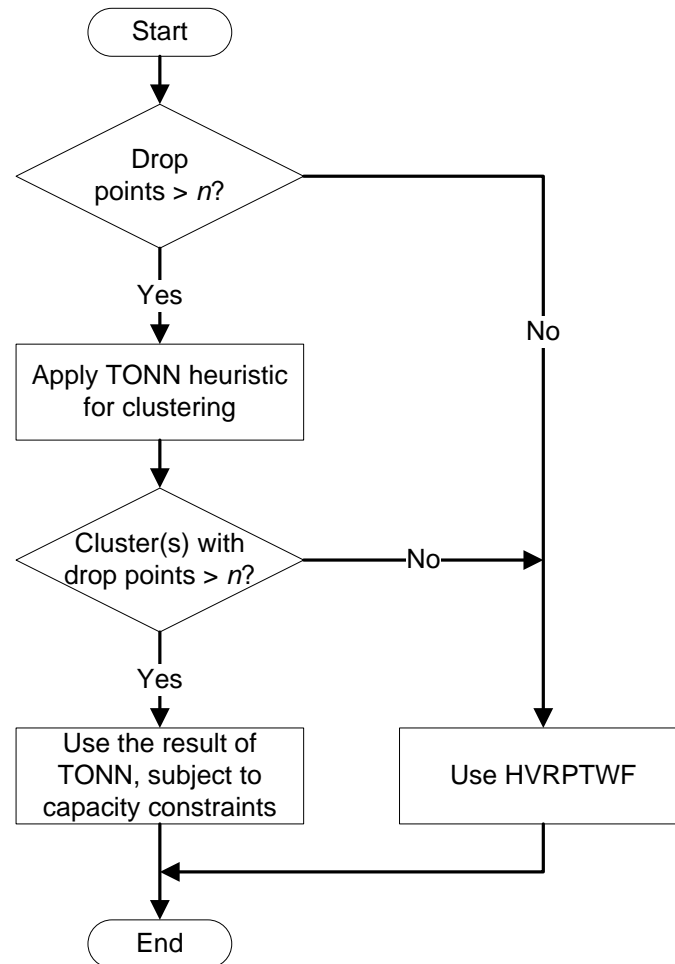 Start
Drop
points > n?
Yes
No
Apply TONN heuristic
for clustering
Cluster(s) with
drop points > n?
No
Yes
Use the result of
TONN, subject to
capacity constraints
Use HVRPTWF
End